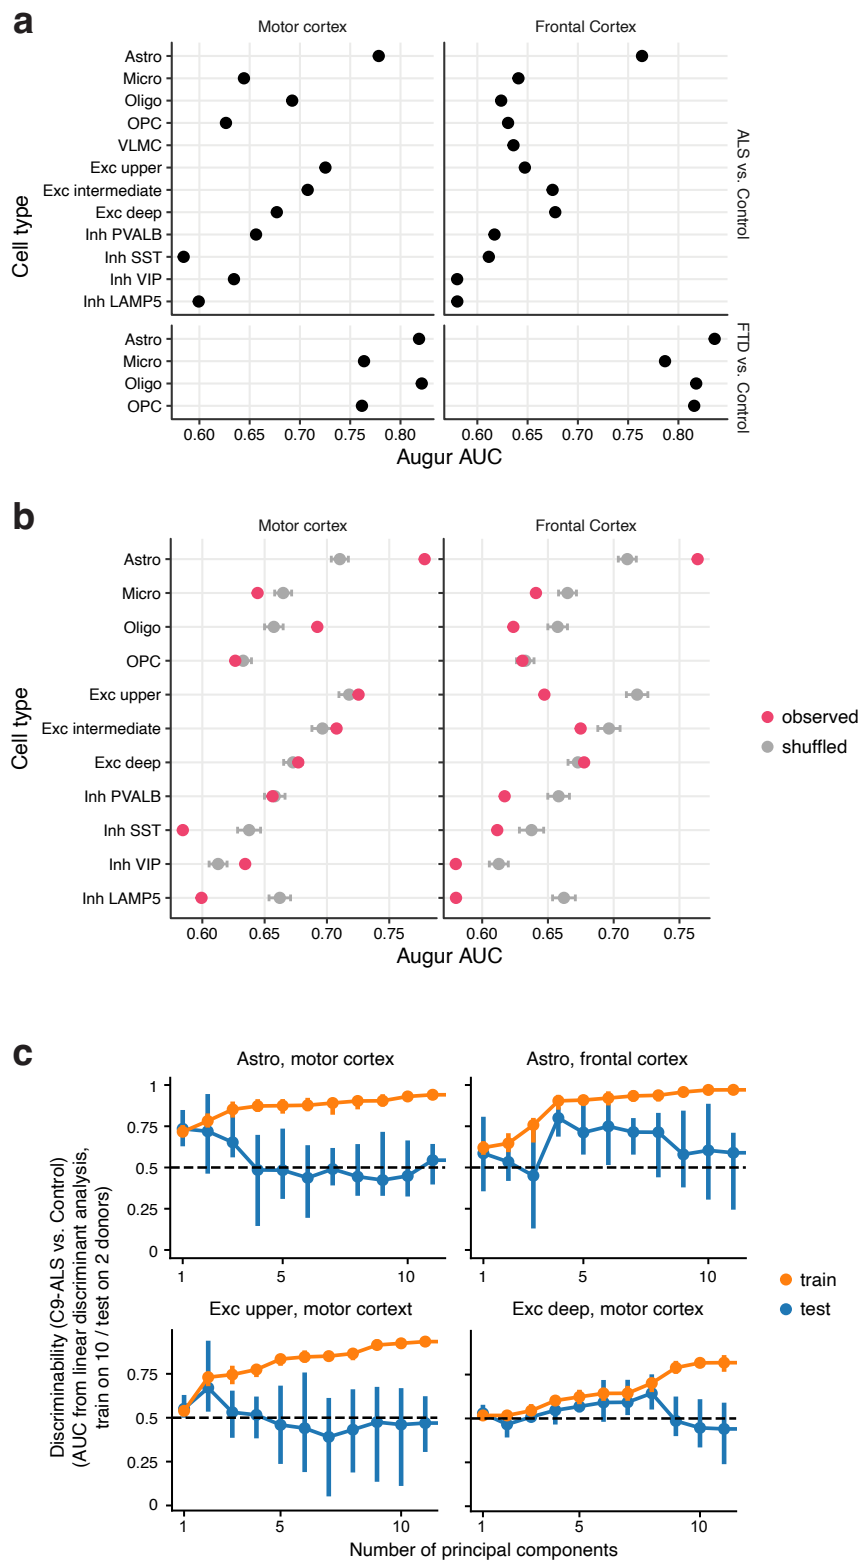 a
Motor cortex
Frontal Cortex
Astro
Micro
Oligo
OPC
VLMC
Exc upper
Exc intermediate
Exc deep
Inh PVALB
Inh SST
Inh VIP
Inh LAMP5
ALS vs. Control
Astro
Micro
Oligo
OPC
FTD vs. Control
Cell type
0.60 0.65 0.70 0.75 0.80
0.60 0.65 0.70 0.75 0.80
Augur AUC
b
Motor cortex
Frontal Cortex
Astro
Micro
Oligo
OPC
Exc upper
Exc intermediate
Exc deep
Inh PVALB
Inh SST
Inh VIP
Inh LAMP5
Cell type
observed
shuffled
0.60 0.65 0.70 0.75
0.60 0.65 0.70 0.75
Augur AUC
c
Astro, motor cortex
Astro, frontal cortex
1
0.75
0.5
0.25
0
1 5 10
1 5 10
Discriminability (C9-ALS vs. Control)
(AUC from linear discriminant analysis,
train on 10 / test on 2 donors)
train
test
Exc upper, motor cortext
Exc deep, motor cortex
0.75
0.5
0.25
0
1 5 10
1 5 10
Number of principal components